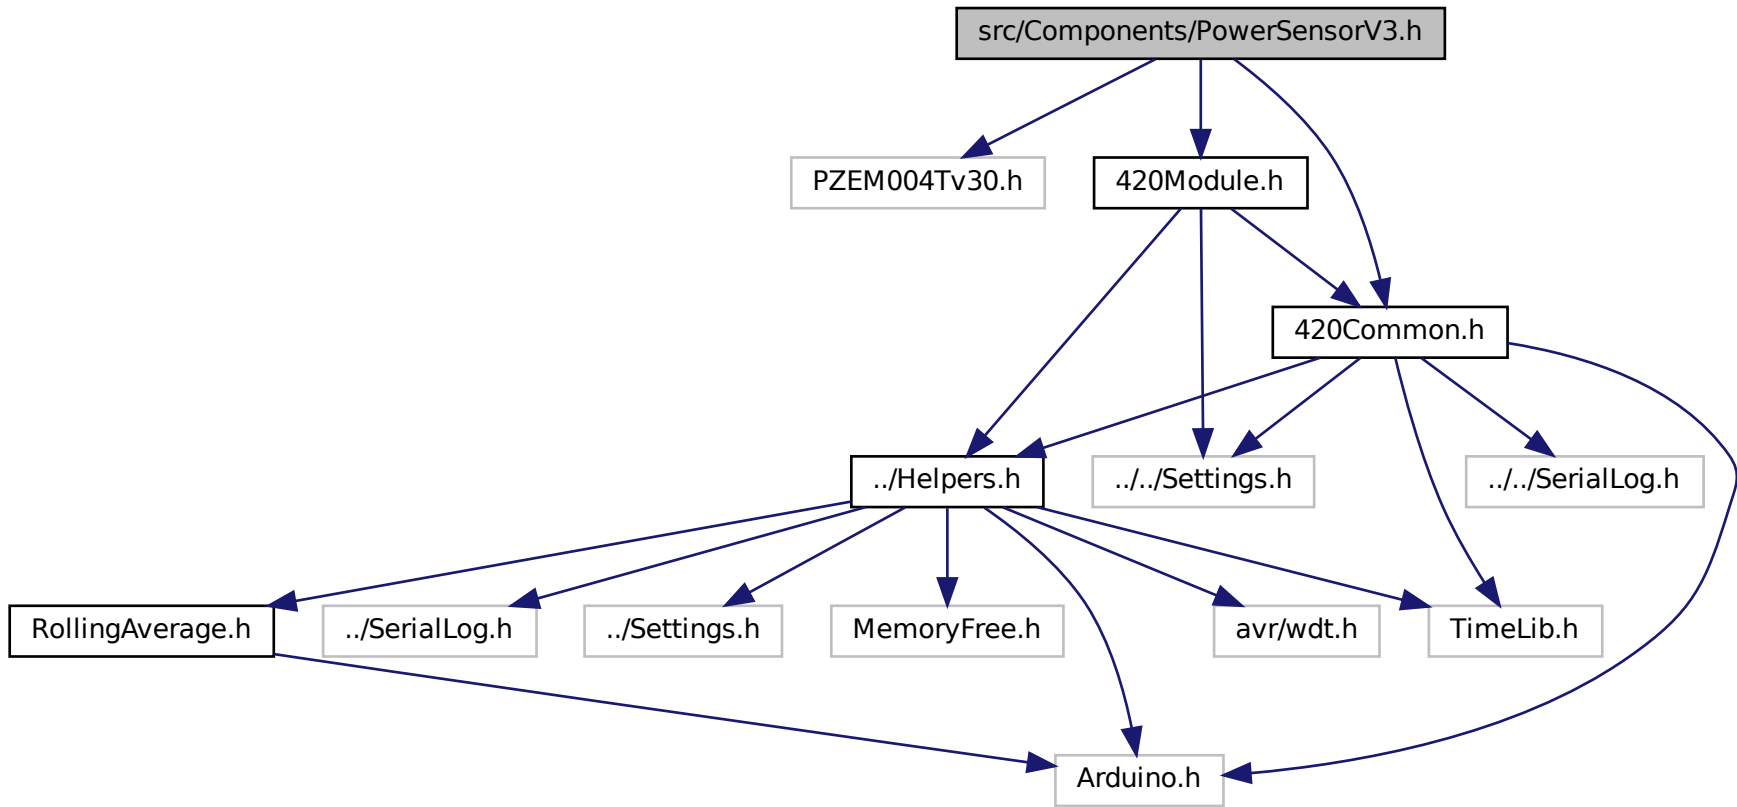 src/Components/PowerSensorV3.h
PZEM004Tv30.h
420Module.h
420Common.h
../Helpers.h
../../Settings.h
../../SerialLog.h
RollingAverage.h
../SerialLog.h
../Settings.h
MemoryFree.h
avr/wdt.h
TimeLib.h
Arduino.h